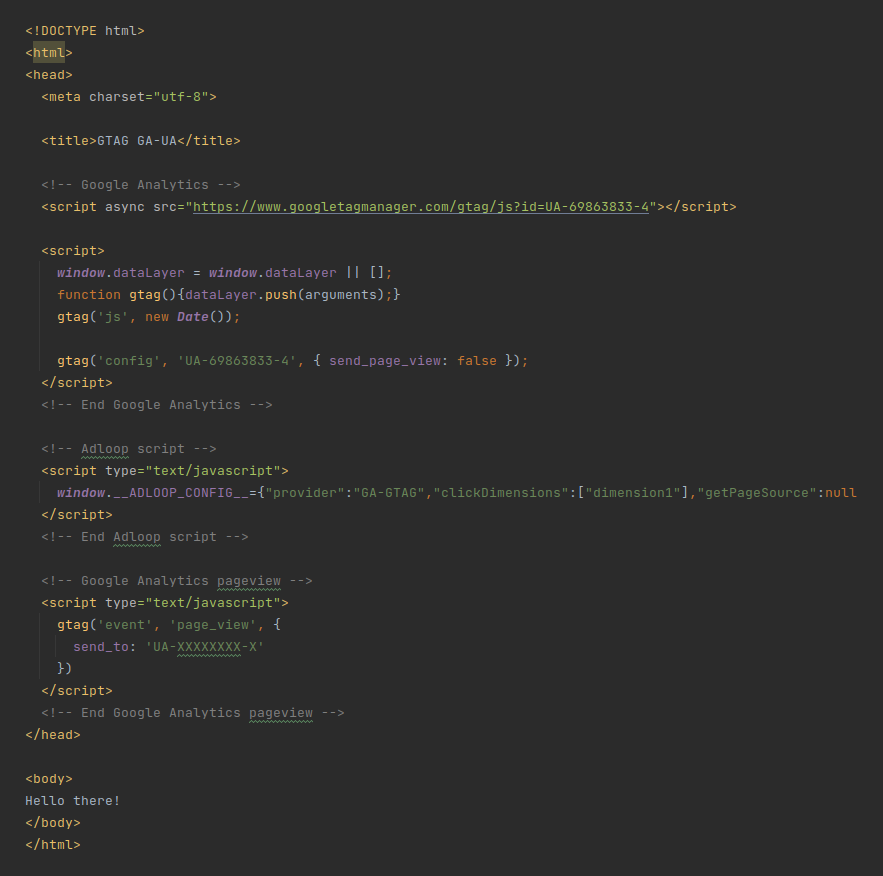 <!DOCTYPE html>
<html>
<head>
  <meta charset="utf-8">

  <title>GTAG GA-UA</title>

  <!-- Google Analytics -->
  <script async src="https://www.googletagmanager.com/gtag/js?id=UA-69863833-4"></script>

  <script>
    window.dataLayer = window.dataLayer || [];
    function gtag(){dataLayer.push(arguments);}
    gtag('js', new Date());

    gtag('config', 'UA-69863833-4', { send_page_view: false });
  </script>
  <!-- End Google Analytics -->

  <!-- Adloop script -->
  <script type="text/javascript">
    window.__ADLOOP_CONFIG__={"provider":"GA-GTAG","clickDimensions":["dimension1"],"getPageSource":null
  </script>
  <!-- End Adloop script -->

  <!-- Google Analytics pageview -->
  <script type="text/javascript">
    gtag('event', 'page_view', {
      send_to: 'UA-XXXXXXXX-X'
    })
  </script>
  <!-- End Google Analytics pageview -->
</head>

<body>
Hello there!
</body>
</html>